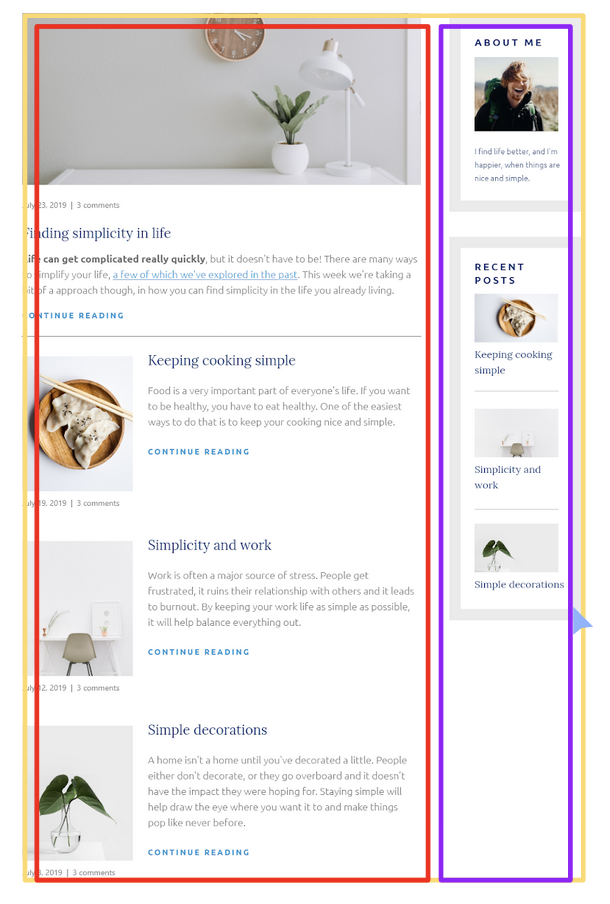 July 23, 2019 | 3 comments
Finding simplicity in life
Life can get complicated really quickly, but it doesn't have to be! There are many ways
to simplify your life, a few of which we've explored in the past. This week we're taking a
bit of a approach though, in how you can find simplicity in the life you already living.
CONTINUE READING
Keeping cooking simple
Food is a very important part of everyone's life. If you want
to be healthy, you have to eat healthy. One of the easiest
ways to do that is to keep your cooking nice and simple.
CONTINUE READING
July 19, 2019 | 3 comments
Simplicity and work
Work is often a major source of stress. People get
frustrated, it ruins their relationship with others and it leads
to burnout. By keeping your work life as simple as possible,
it will help balance everything out.
CONTINUE READING
July 12, 2019 | 3 comments
Simple decorations
A home isn't a home until you've decorated a little. People
either don't decorate, or they go overboard and it doesn't
have the impact they were hoping for. Staying simple will
help draw the eye where you want it to and make things
pop like never before.
CONTINUE READING
July 2019 | 3 comments
ABOUT ME
I find life better, and I'm
happier, when things are
nice and simple.
RECENT
POSTS
Keeping cooking
simple
Simplicity and
work
Simple decorations